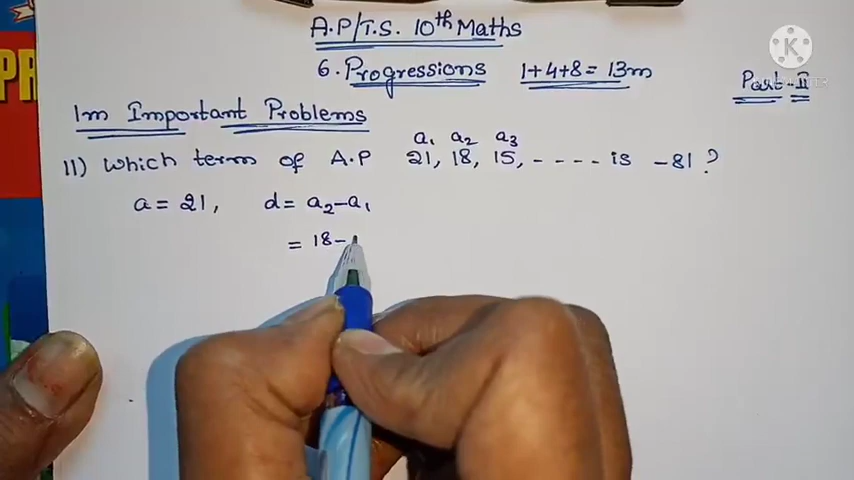 A.P/T.S. 10th Maths
6. Progressions 1+4+8=13m
Part-II
1m Important Problems
a1 a2 a3
11) Which term of A.P 21, 18, 15, ---- is -81?
a = 21, d = a2-a1
= 18-
K
KINEMASTER